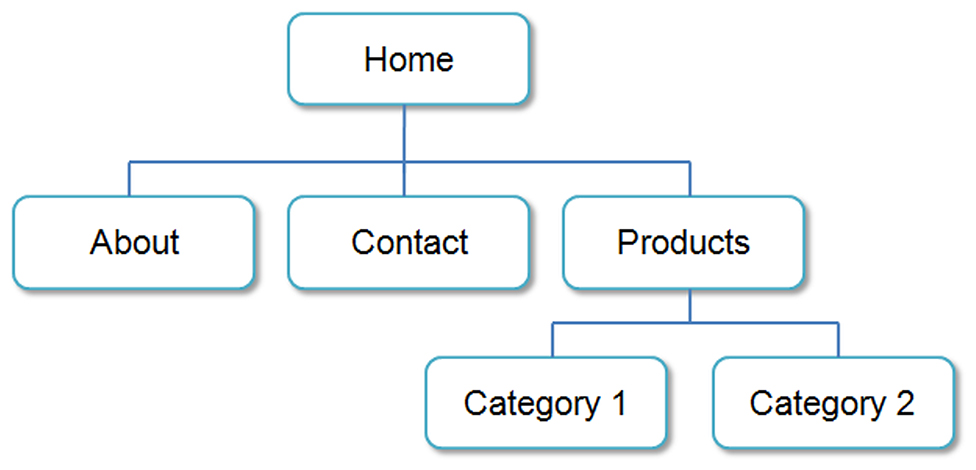 Home
About
Contact
Products
Category 1
Category 2